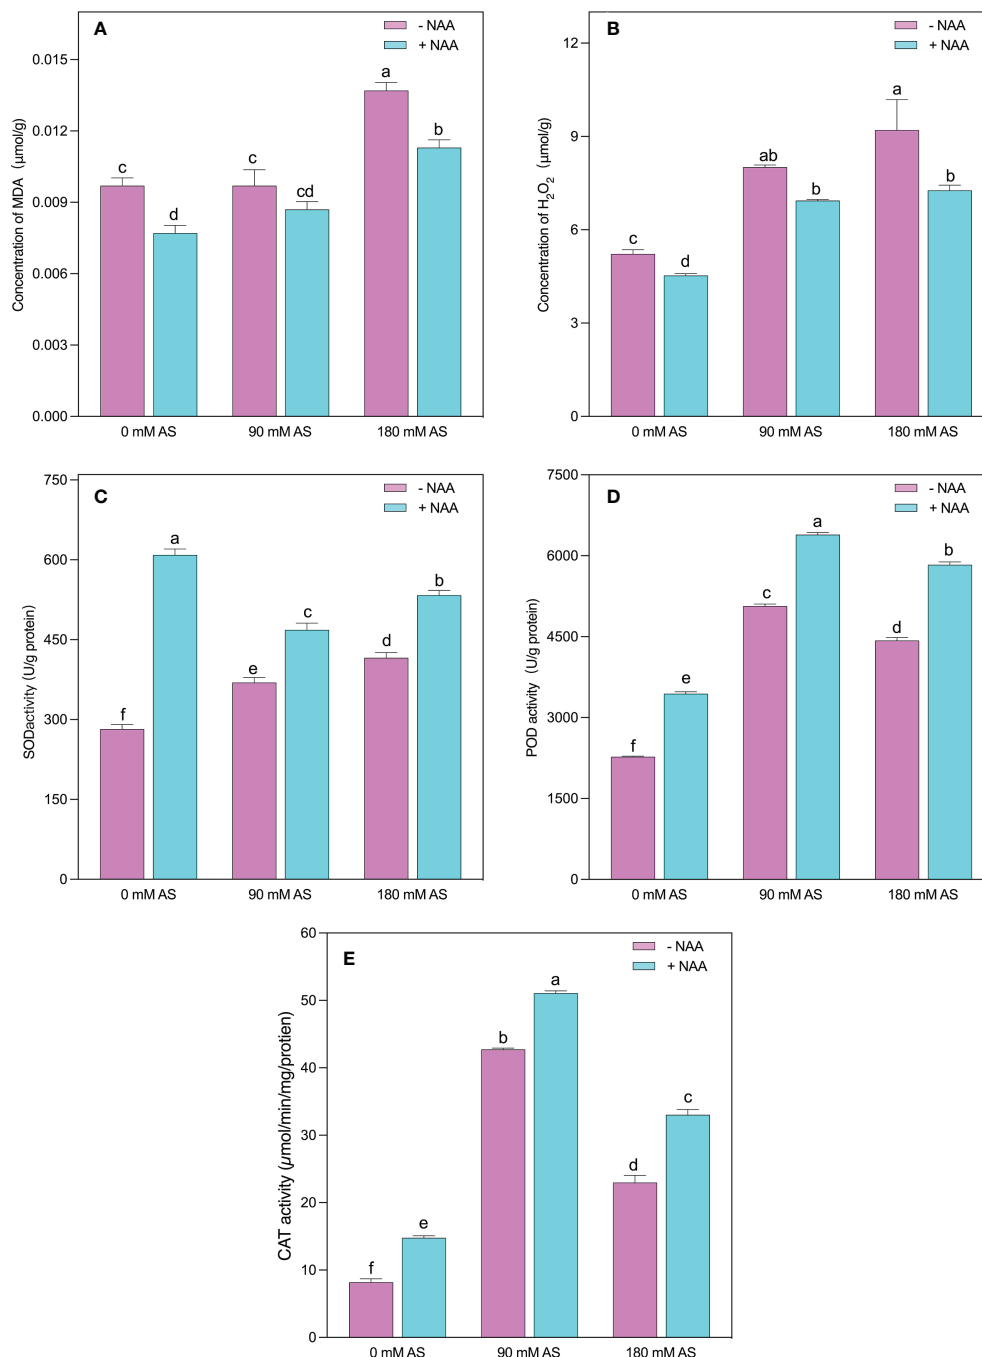 A
- NAA
+ NAA
Concentration of MDA (μmol/g)
0.015
0.012
0.009
0.006
0.003
0.000
c
d
c
cd
a
b
0 mM AS
90 mM AS
180 mM AS
B
- NAA
+ NAA
Concentration of H₂O₂ (μmol/g)
12
9
6
3
0
c
d
ab
b
a
b
0 mM AS
90 mM AS
180 mM AS
C
- NAA
+ NAA
SODactivity (U/g protein)
750
600
450
300
150
0
f
a
e
c
d
b
0 mM AS
90 mM AS
180 mM AS
D
- NAA
+ NAA
POD activity (U/g protein)
7500
6000
4500
3000
1500
0
f
e
c
a
d
b
0 mM AS
90 mM AS
180 mM AS
E
- NAA
+ NAA
CAT activity (μmol/min/mg/protien)
60
50
40
30
20
10
0
f
e
b
a
d
c
0 mM AS
90 mM AS
180 mM AS